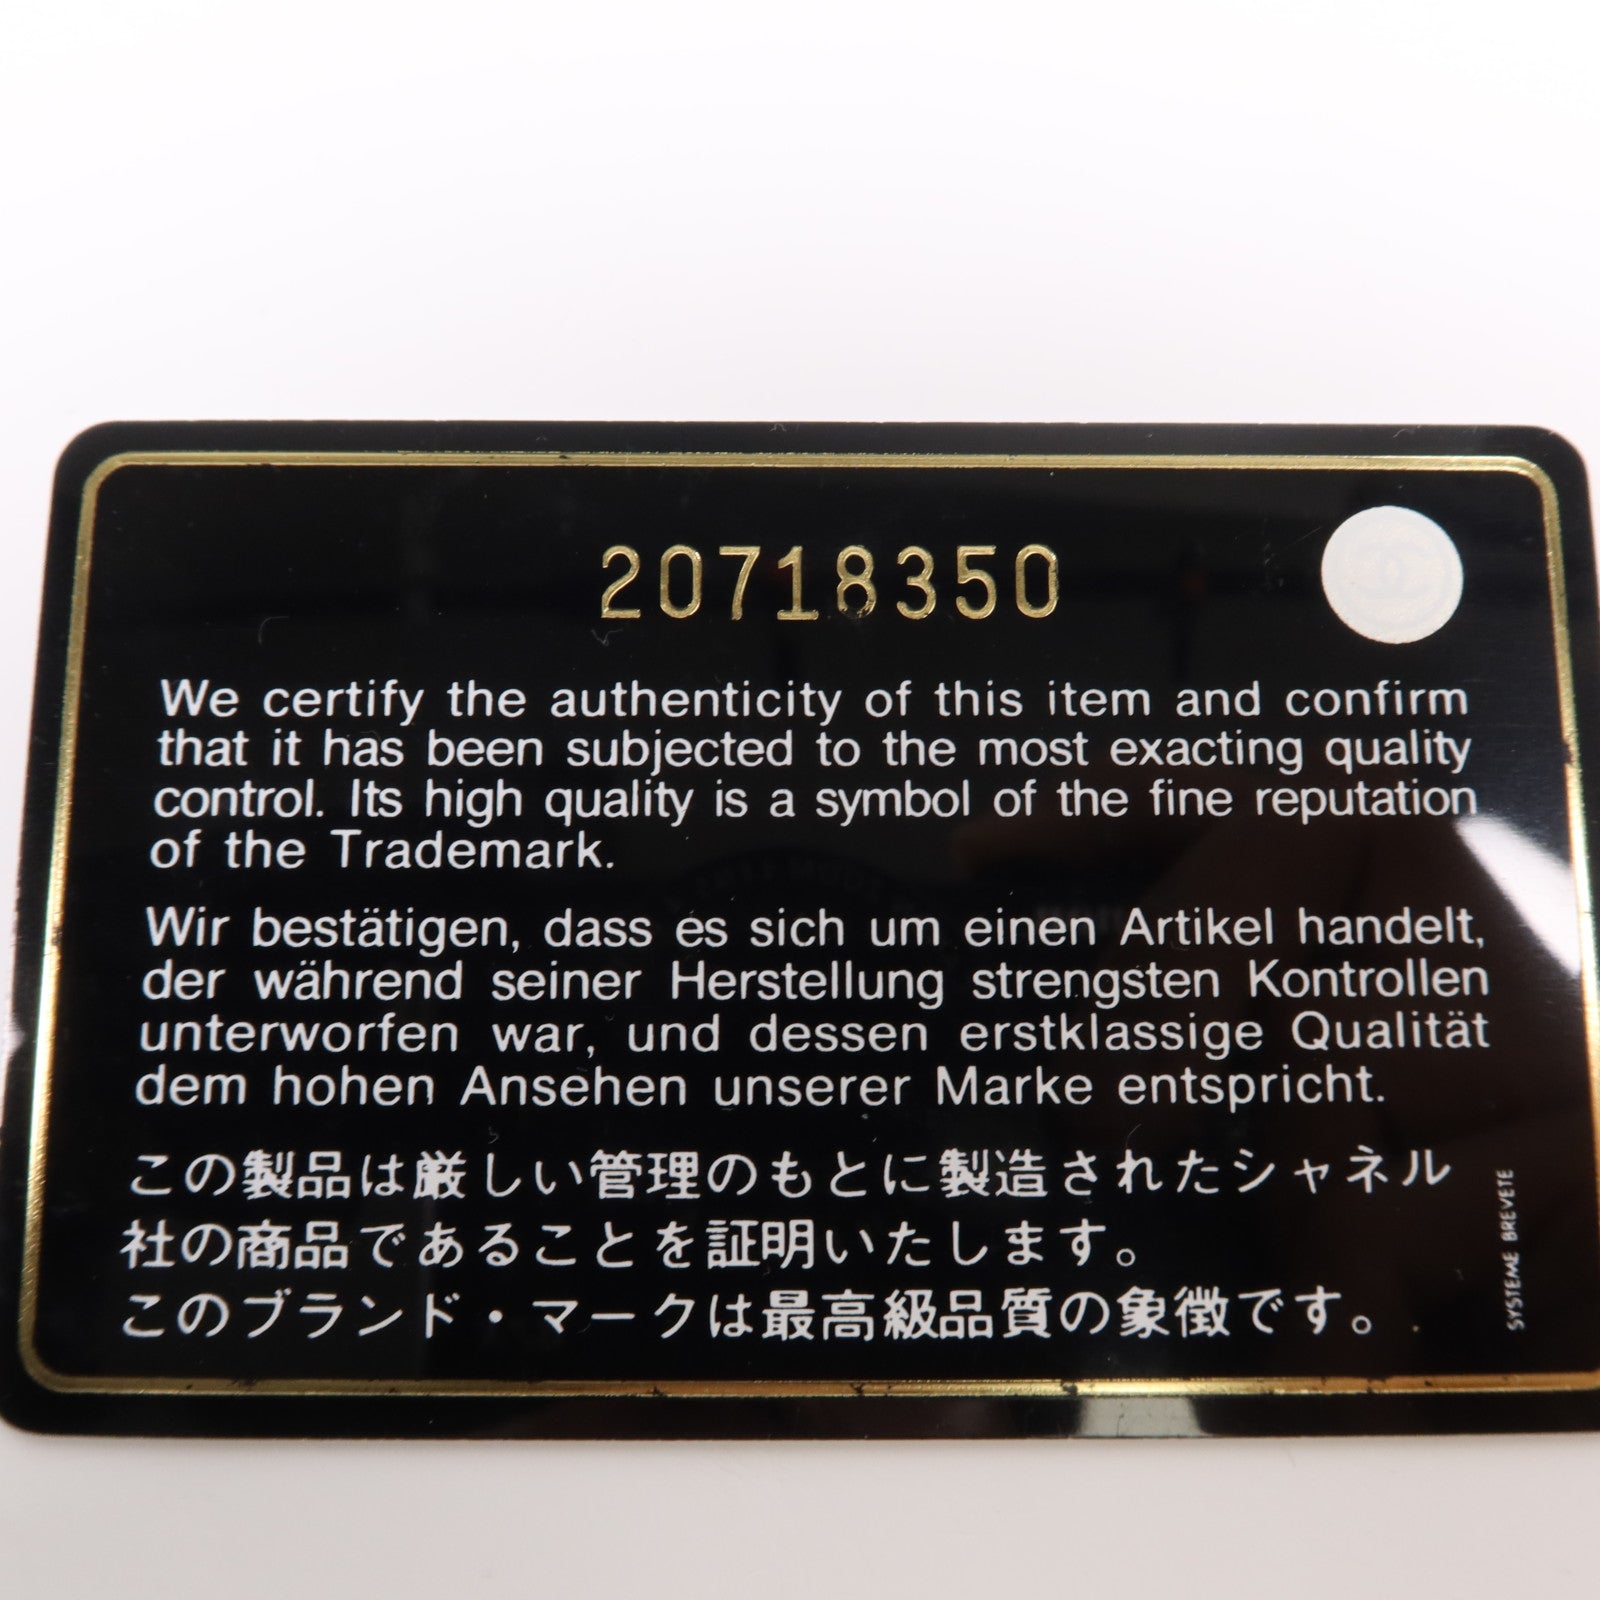 20718350
We certify the authenticity of this item and confirm
that it has been subjected to the most exacting quality
control. Its high quality is a symbol of the fine reputation
of the Trademark.
Wir bestätigen, dass es sich um einen Artikel handelt,
der während seiner Herstellung strengsten Kontrollen
unterworfen war, und dessen erstklassige Qualität
dem hohen Ansehen unserer Marke entspricht.
この製品は厳しい管理のもとに製造されたシャネル
社の商品であることを証明いたします。
このブランド・マークは最高級品質の象徴です。
SYSTEME BREVETE